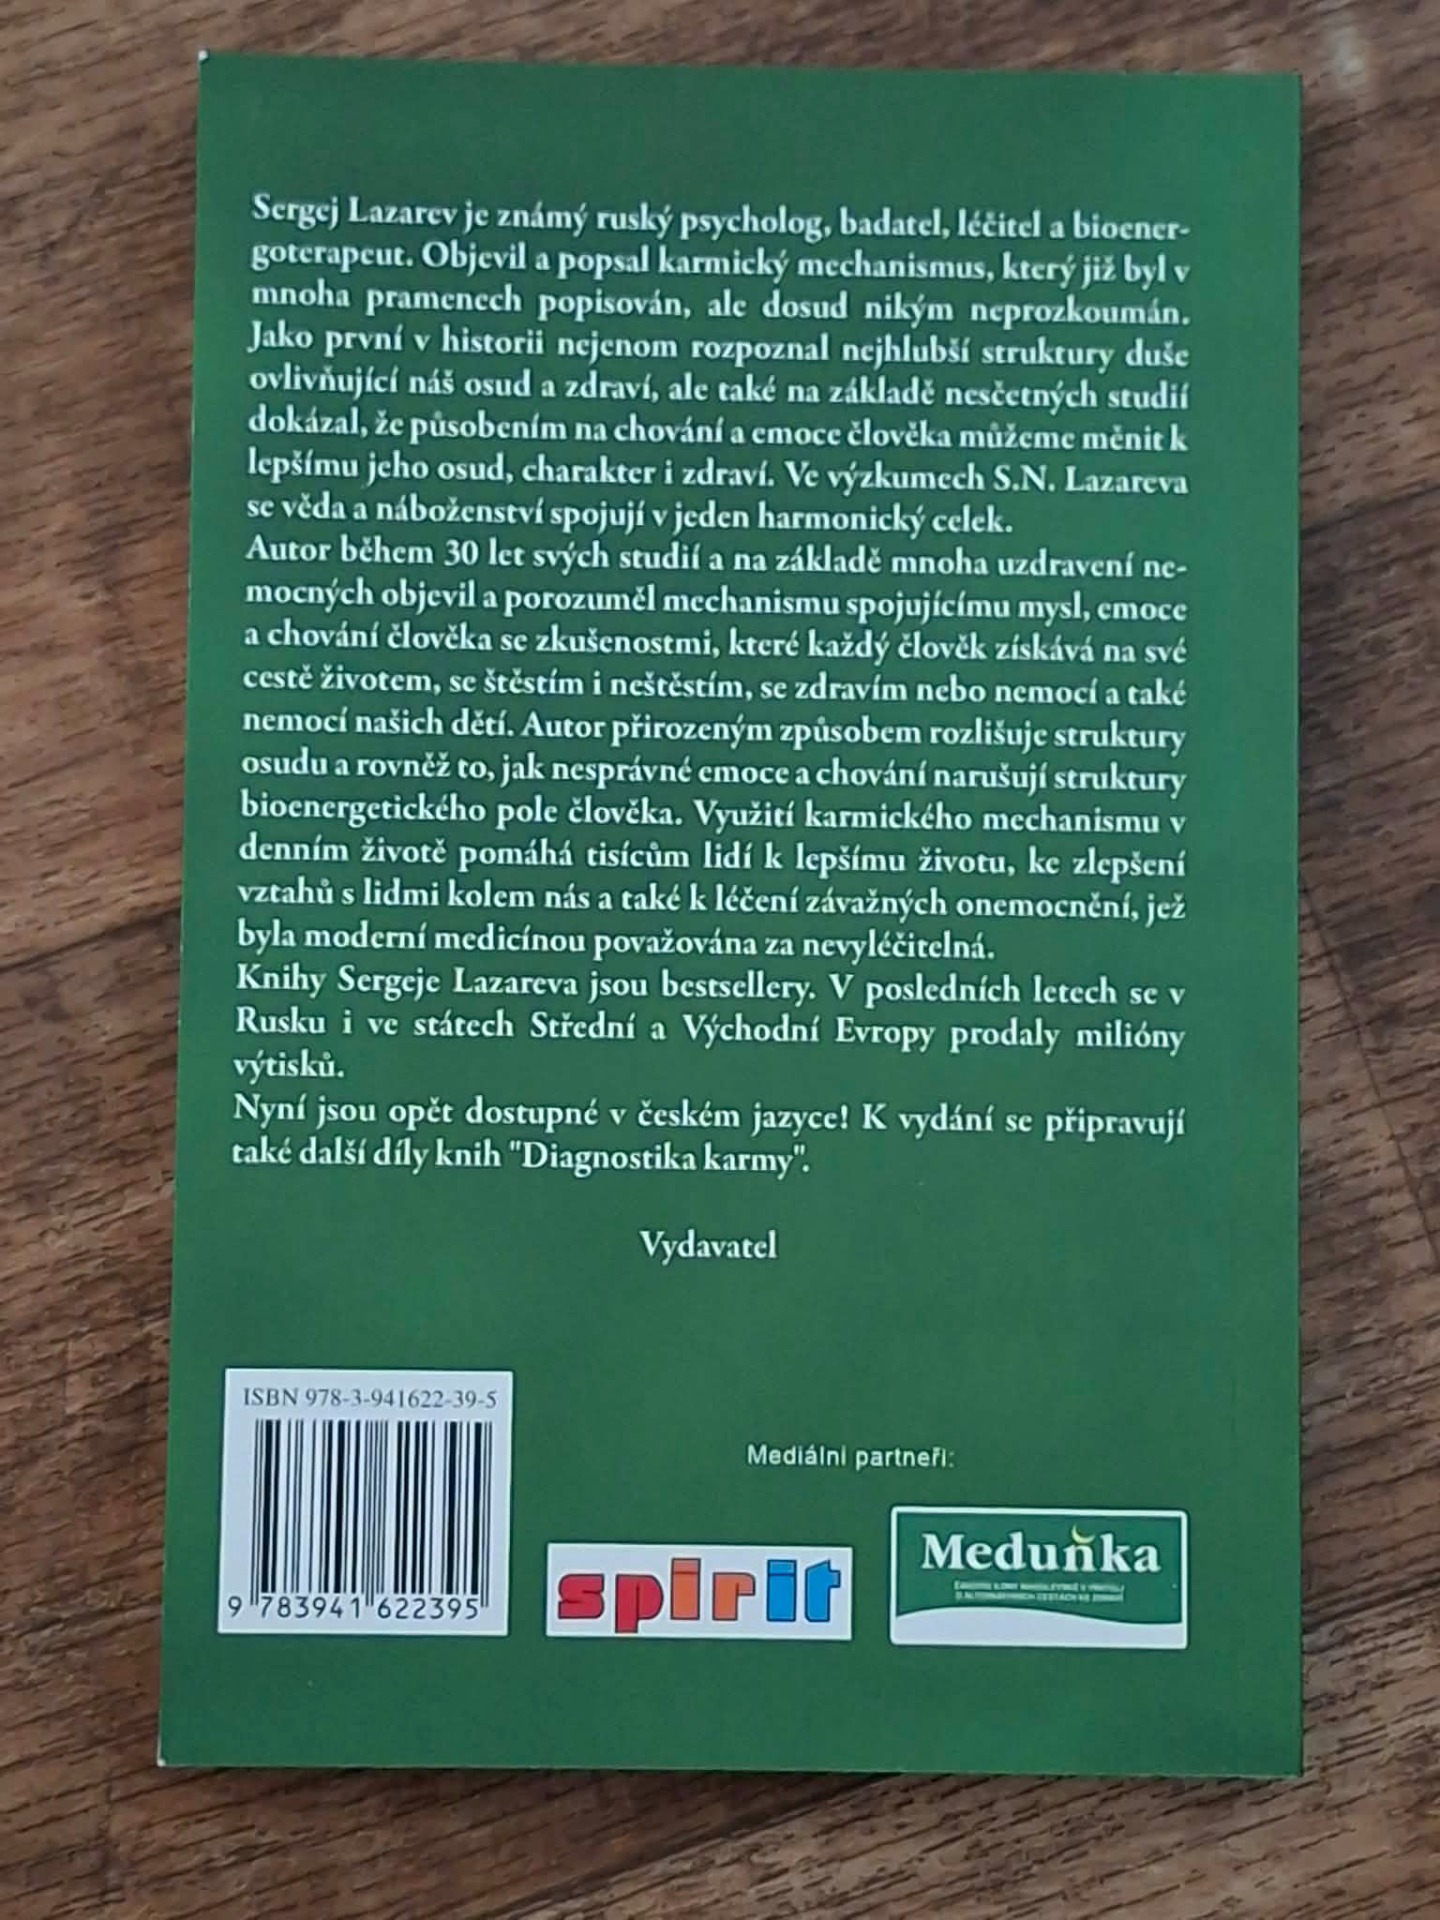 Sergej Lazarev je známý ruský psycholog, badatel, léčitel a bioener-
goterapeut. Objevil a popsal karmický mechanismus, který již byl v
mnoha pramenech popisován, ale dosud nikým neprozkoumán.
Jako první v historii nejenom rozpoznal nejhlubší struktury duše
ovlivňující náš osud a zdraví, ale také na základě nesčetných studií
dokázal, že působením na chování a emoce člověka můžeme měnit k
lepšímu jeho osud, charakter i zdraví. Ve výzkumech S.N. Lazareva
se věda a náboženství spojují v jeden harmonický celek.
Autor během 30 let svých studií a na základě mnoha uzdravení ne-
mocných objevil a porozuměl mechanismu spojujícímu mysl, emoce
a chování člověka se zkušenostmi, které každý člověk získává na své
cestě životem, se štěstím i neštěstím, se zdravím nebo nemocí a také
nemocí našich dětí. Autor přirozeným způsobem rozlišuje struktury
osudu a rovněž to, jak nesprávné emoce a chování narušují struktury
bioenergetického pole člověka. Využití karmického mechanismu v
denním životě pomáhá tisícům lidí k lepšímu životu, ke zlepšení
vztahů s lidmi kolem nás a také k léčení závažných onemocnění, jež
byla moderní medicínou považována za nevyléčitelná.
Knihy Sergeje Lazareva jsou bestsellery. V posledních letech se v
Rusku i ve státech Střední a Východní Evropy prodaly milióny
výtisků.
Nyní jsou opět dostupné v českém jazyce! K vydání se připravují
také další díly knih "Diagnostika karmy".
Vydavatel
ISBN 978-3-941622-39-5
9 783941 622395
Mediálni partneři:
spirit
Meduňka